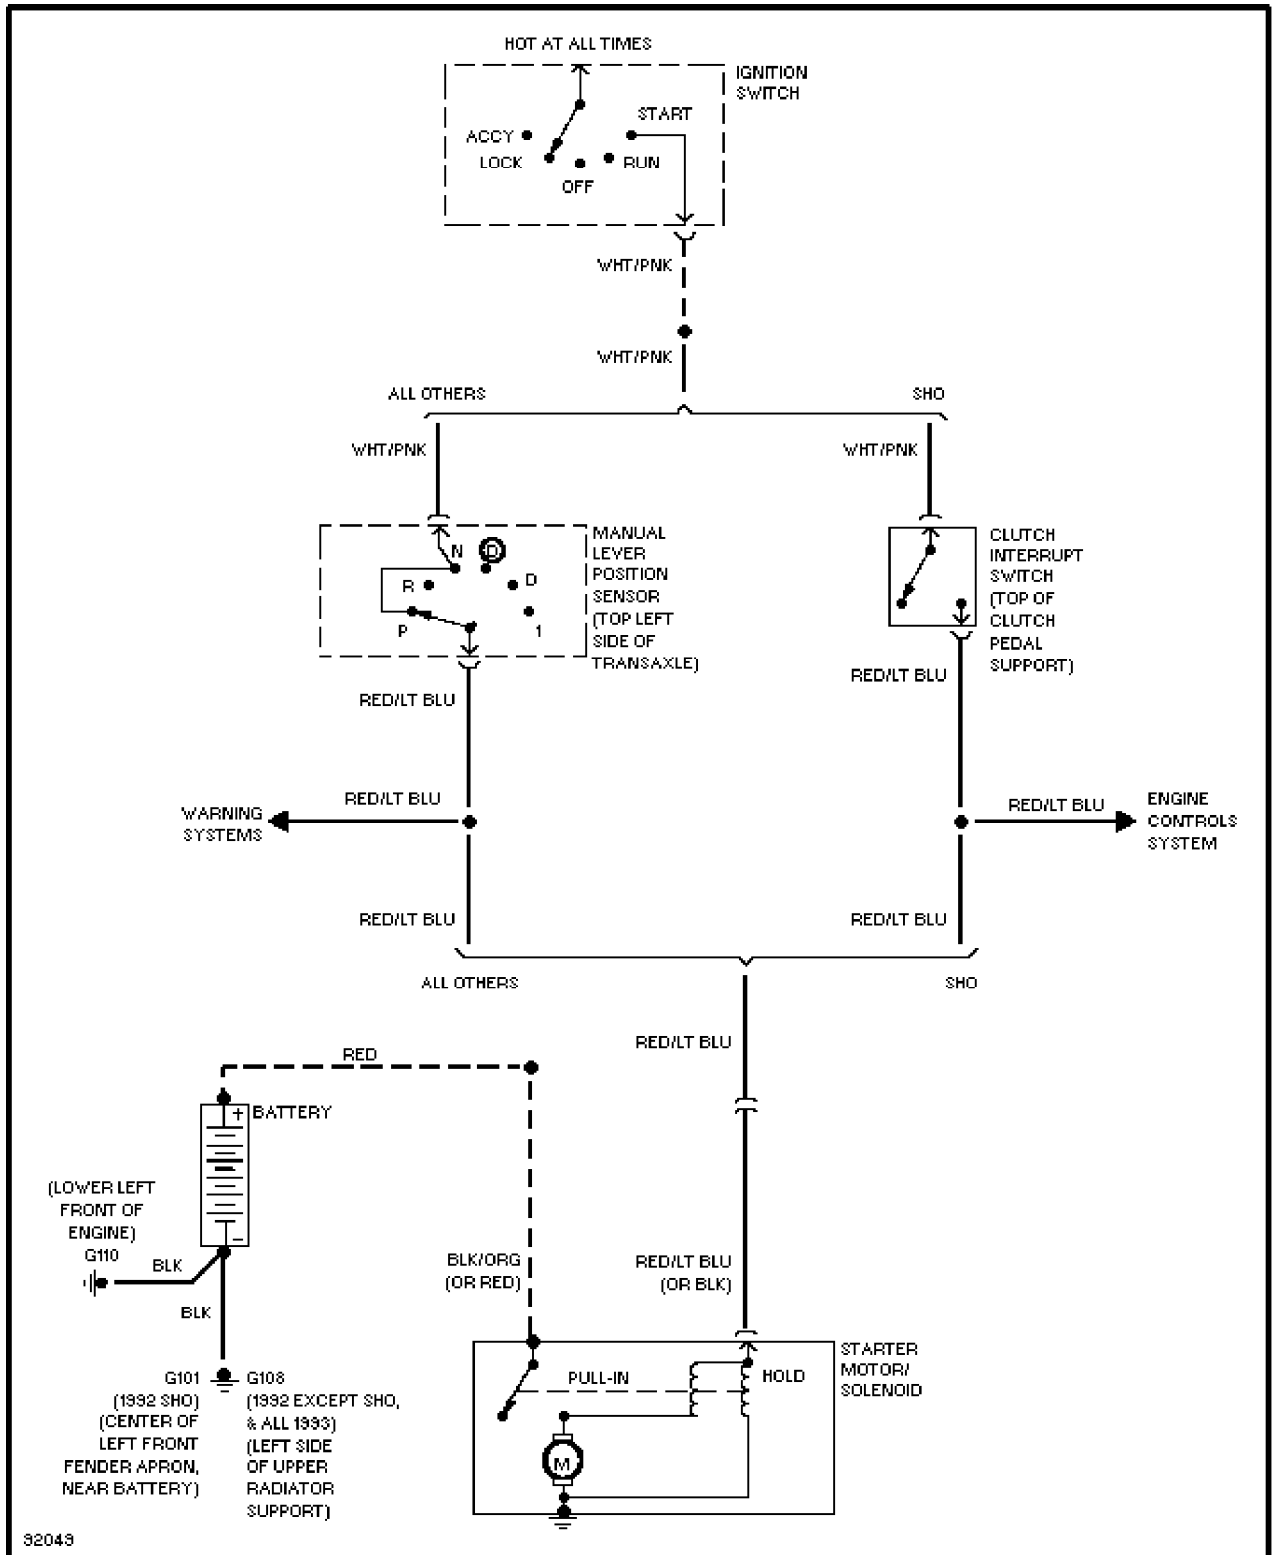 HOT AT ALL TIMES
IGNITION
SWITCH
START
ACCY
LOCK
RUN
OFF
WHT/PNK
WHT/PNK
ALL OTHERS
SHO
WHT/PNK
WHT/PNK
MANUAL
LEVER
POSITION
SENSOR
(TOP LEFT
SIDE OF
TRANSAXLE)
N
D
R
D
P
1
CLUTCH
INTERRUPT
SWITCH
(TOP OF
CLUTCH
PEDAL
SUPPORT)
RED/LT BLU
RED/LT BLU
WARNING
SYSTEMS
RED/LT BLU
RED/LT BLU
ENGINE
CONTROLS
SYSTEM
RED/LT BLU
RED/LT BLU
ALL OTHERS
SHO
RED/LT BLU
RED
+
BATTERY
-
(LOWER LEFT
FRONT OF
ENGINE)
G110
BLK
BLK
BLK/ORG
(OR RED)
RED/LT BLU
(OR BLK)
G101
(1992 SHO)
(CENTER OF
LEFT FRONT
FENDER APRON,
NEAR BATTERY)
G108
(1992 EXCEPT SHO,
& ALL 1993)
(LEFT SIDE
OF UPPER
RADIATOR
SUPPORT)
PULL-IN
HOLD
M
STARTER
MOTOR/
SOLENOID
92049